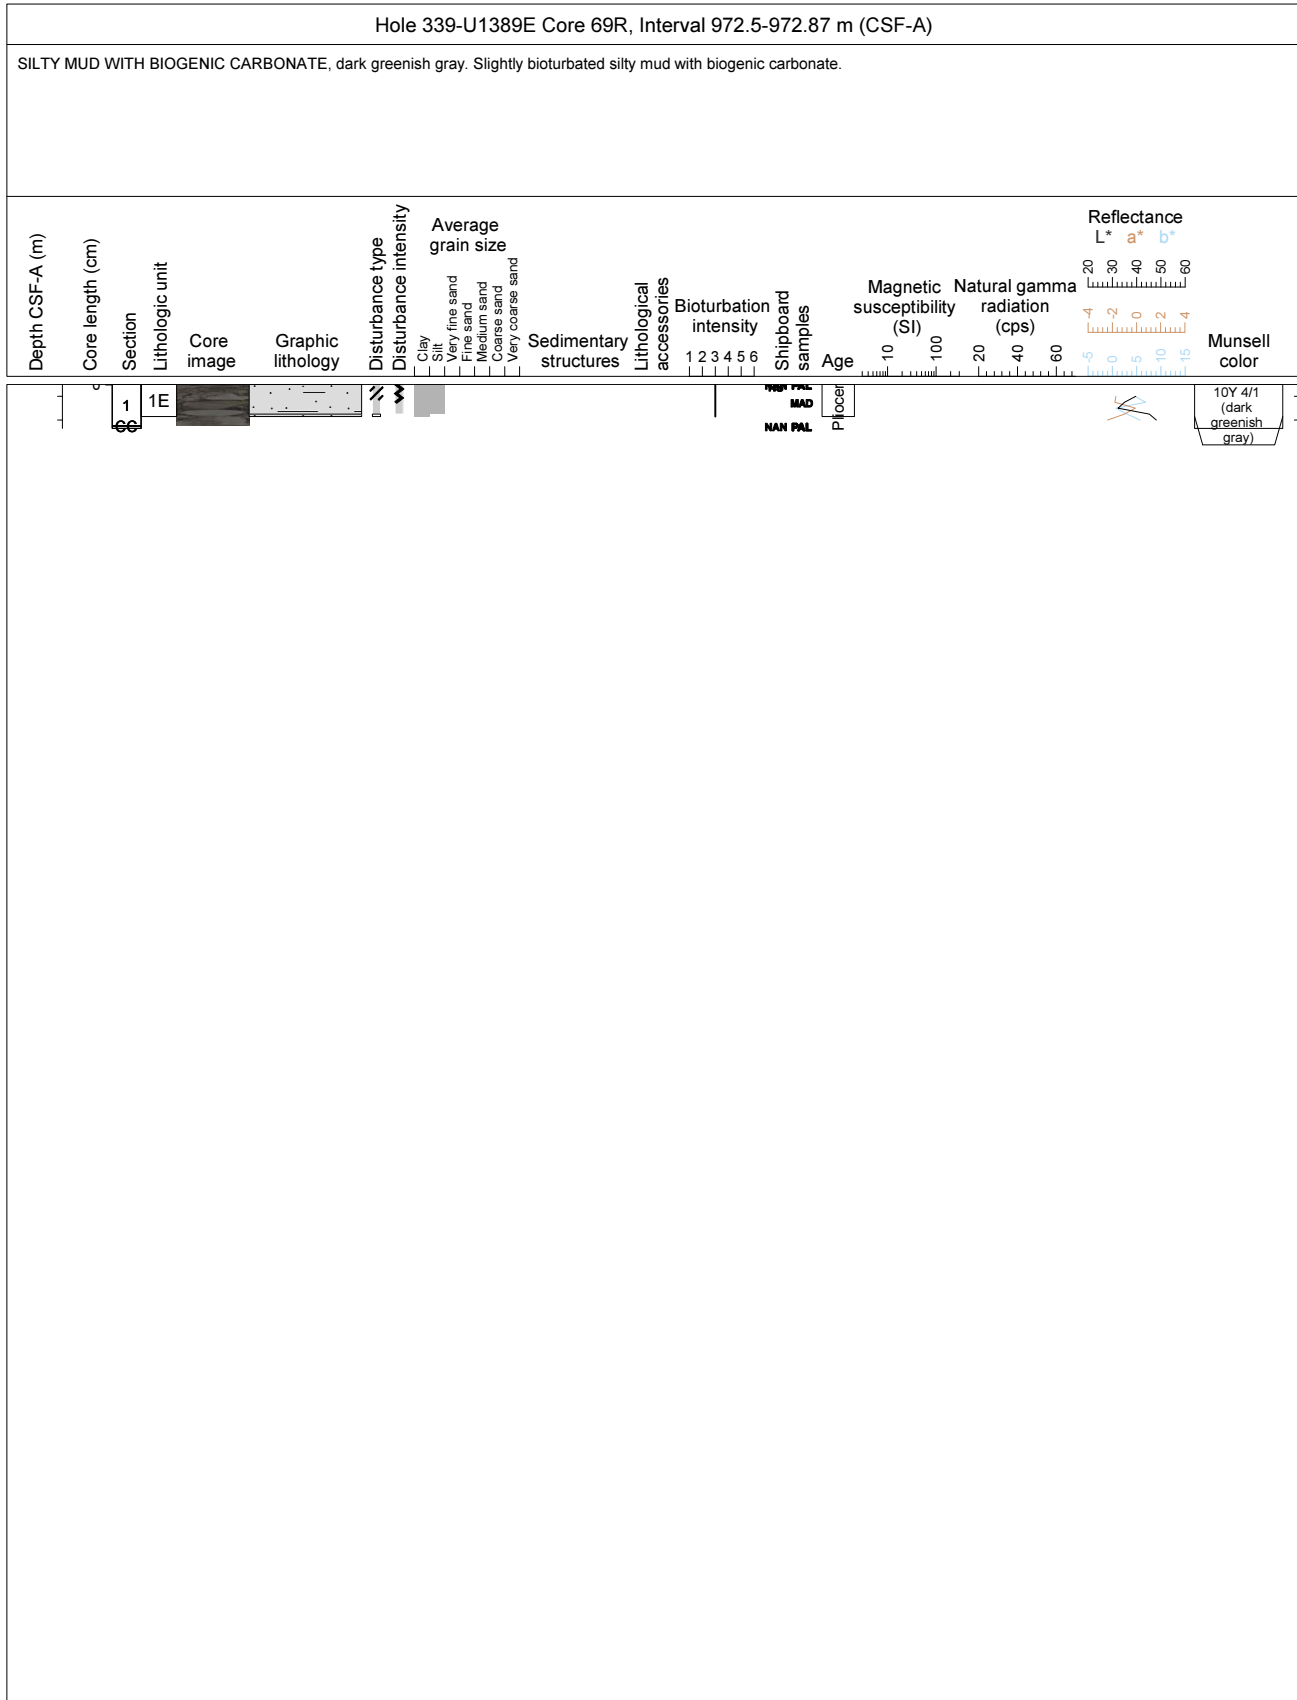 Hole 339-U1389E Core 69R, Interval 972.5-972.87 m (CSF-A)
SILTY MUD WITH BIOGENIC CARBONATE, dark greenish gray. Slightly bioturbated silty mud with biogenic carbonate.
Depth CSF-A (m)
Core length (cm)
Section
Lithologic unit
Core
image
Graphic
lithology
Disturbance type
Disturbance intensity
Average
grain size
Clay
Silt
Very fine sand
Fine sand
Medium sand
Coarse sand
Very coarse sand
Sedimentary
structures
Lithological
accessories
Bioturbation
intensity
1 2 3 4 5 6
Shipboard
samples
Age
Magnetic
susceptibility
(SI)
10
100
Natural gamma
radiation
(cps)
20
40
60
Reflectance
L* a* b*
20 30 40 50 60
-4 -2 0 2 4
-5 0 5 10 15
Munsell
color
1
CC
1E
PAL
MAD
NAN PAL
10Y 4/1
(dark
greenish
gray)